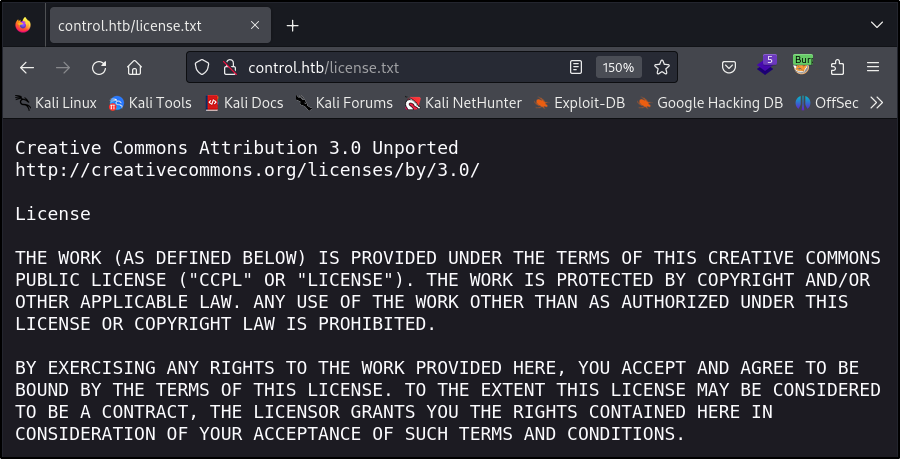 control.htb/license.txt
control.htb/license.txt 150% 5 Burr
Kali Linux Kali Tools Kali Docs Kali Forums Kali NetHunter Exploit-DB Google Hacking DB OffSec
Creative Commons Attribution 3.0 Unported
http://creativecommons.org/licenses/by/3.0/
License
THE WORK (AS DEFINED BELOW) IS PROVIDED UNDER THE TERMS OF THIS CREATIVE COMMONS
PUBLIC LICENSE ("CCPL" OR "LICENSE"). THE WORK IS PROTECTED BY COPYRIGHT AND/OR
OTHER APPLICABLE LAW. ANY USE OF THE WORK OTHER THAN AS AUTHORIZED UNDER THIS
LICENSE OR COPYRIGHT LAW IS PROHIBITED.
BY EXERCISING ANY RIGHTS TO THE WORK PROVIDED HERE, YOU ACCEPT AND AGREE TO BE
BOUND BY THE TERMS OF THIS LICENSE. TO THE EXTENT THIS LICENSE MAY BE CONSIDERED
TO BE A CONTRACT, THE LICENSOR GRANTS YOU THE RIGHTS CONTAINED HERE IN
CONSIDERATION OF YOUR ACCEPTANCE OF SUCH TERMS AND CONDITIONS.